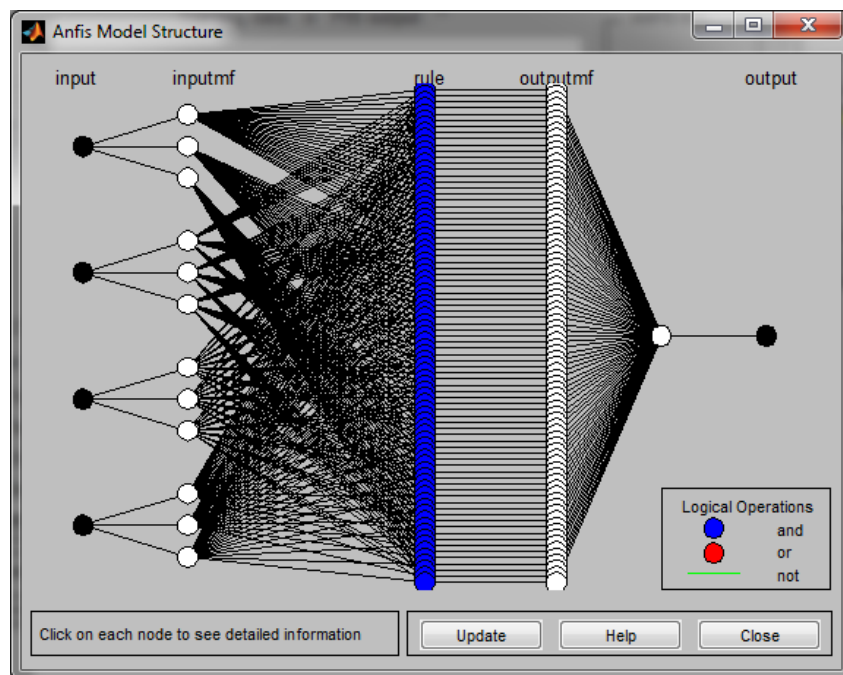 Anfis Model Structure
input inputmf rule outputmf output
Logical Operations
and
or
not
Click on each node to see detailed information
Update Help Close